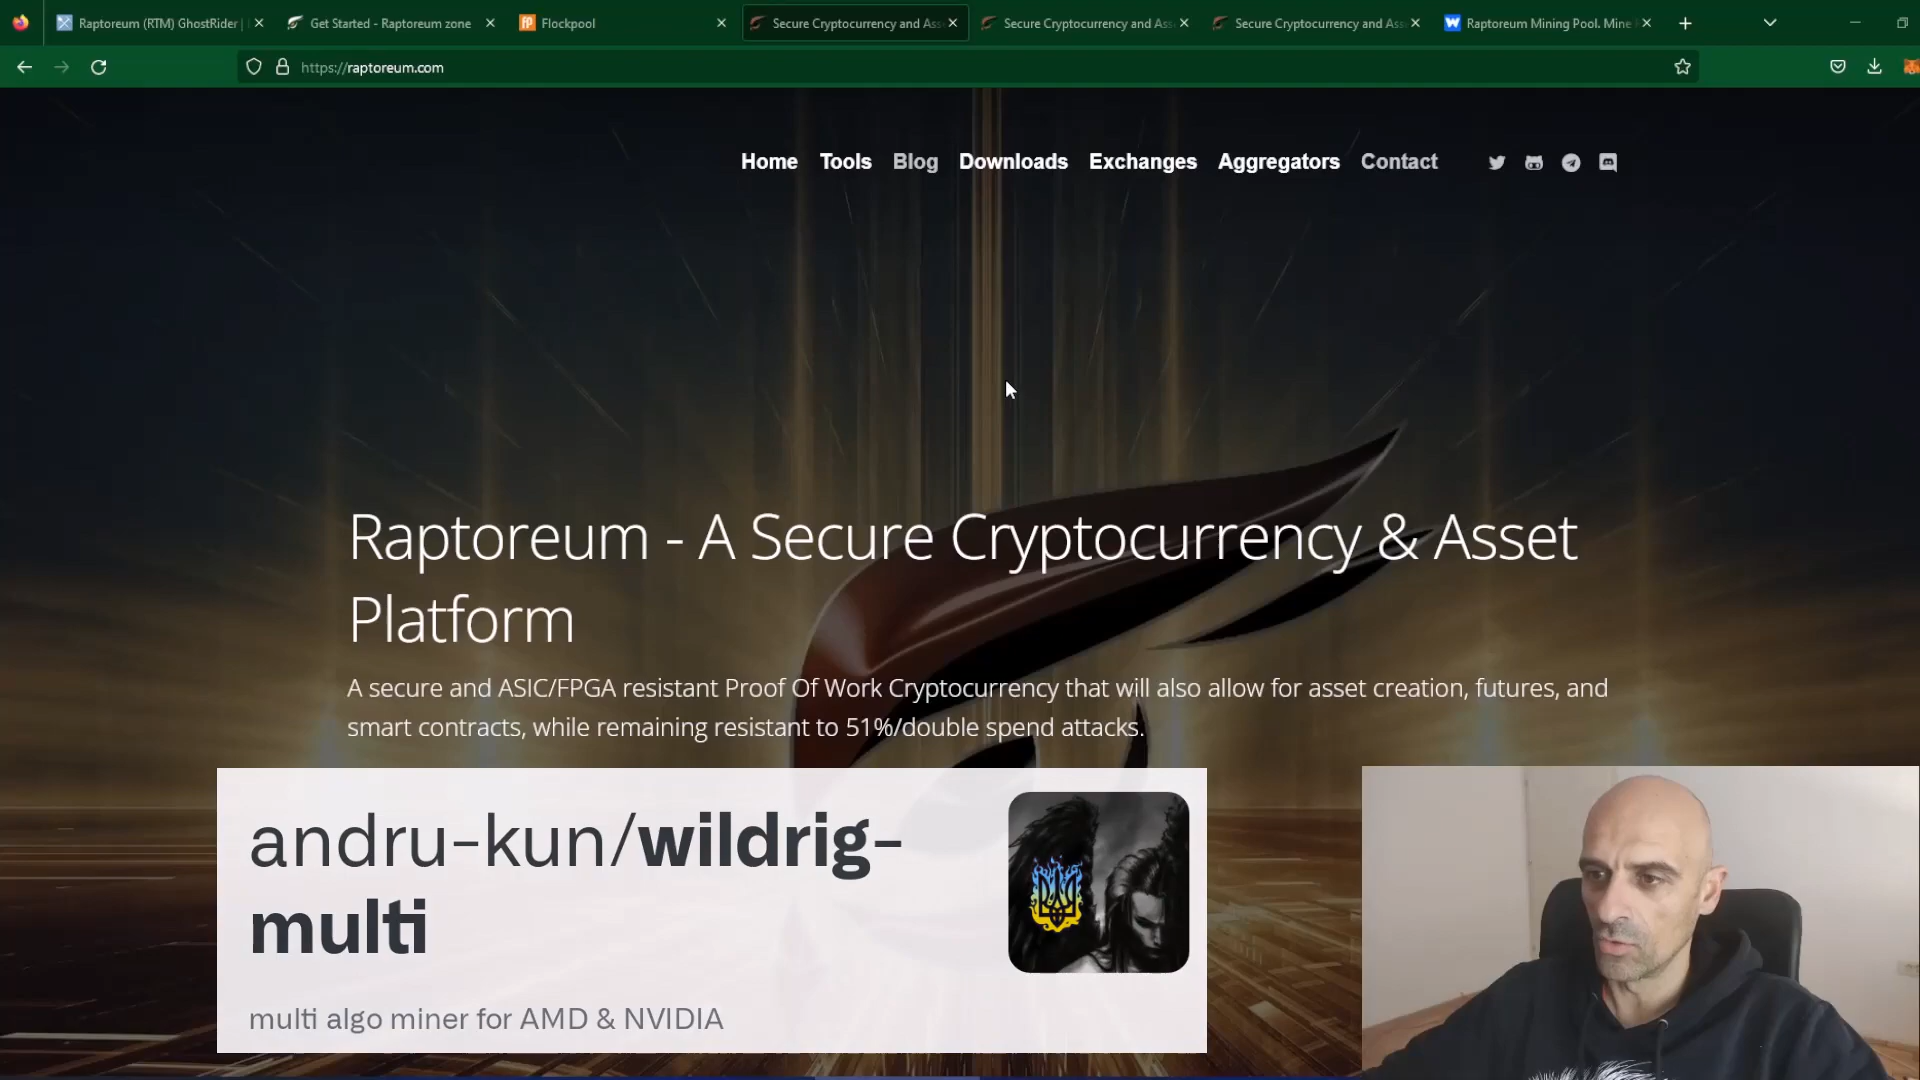 Raptoreum (RTM) GhostRider |
Get Started - Raptoreum zone
Flockpool
Secure Cryptocurrency and Ass
Secure Cryptocurrency and Ass
Secure Cryptocurrency and Ass
Raptoreum Mining Pool. Mine
https://raptoreum.com
Home Tools Blog Downloads Exchanges Aggregators Contact
Raptoreum - A Secure Cryptocurrency & Asset
Platform
A secure and ASIC/FPGA resistant Proof Of Work Cryptocurrency that will also allow for asset creation, futures, and
smart contracts, while remaining resistant to 51%/double spend attacks.
andru-kun/wildrig-
multi
multi algo miner for AMD & NVIDIA